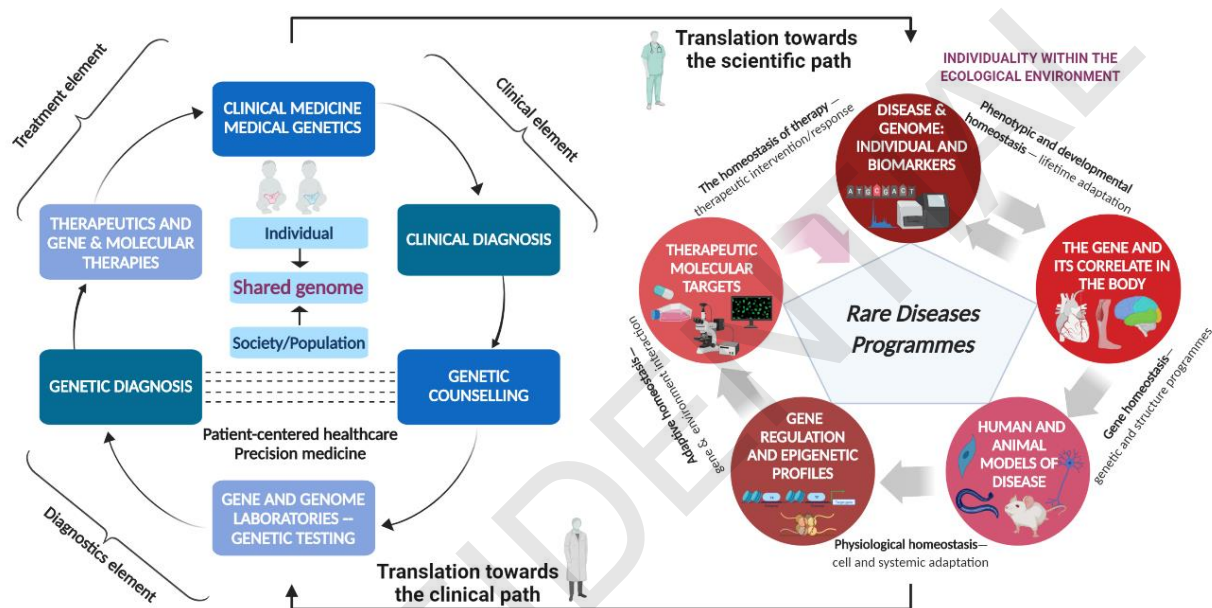 Translation towards
the scientific path
INDIVIDUALITY WITHIN THE
ECOLOGICAL ENVIRONMENT
Treatment element
CLINICAL MEDICINE
MEDICAL GENETICS
Clinical element
THERAPEUTICS AND
GENE & MOLECULAR
THERAPIES
Individual
Shared genome
Society/Population
CLINICAL DIAGNOSIS
GENETIC DIAGNOSIS
GENETIC
COUNSELLING
Patient-centered healthcare
Precision medicine
GENE AND GENOME
LABORATORIES —
GENETIC TESTING
Diagnostics element
Translation towards
the clinical path
The homeostasis of therapy —
therapeutic intervention/response
DISEASE &
GENOME:
INDIVIDUAL AND
BIOMARKERS
ATGCGACT
Phenotypic and developmental
homeostasis — lifetime adaptation
THERAPEUTIC
MOLECULAR
TARGETS
THE GENE AND
ITS CORRELATE IN
THE BODY
Rare Diseases
Programmes
Adaptive homeostasis—
gene & environment interaction
GENE
REGULATION
AND EPIGENETIC
PROFILES
HUMAN AND
ANIMAL
MODELS OF
DISEASE
Gene homeostasis—
genetic and structure programmes
Physiological homeostasis—
cell and systemic adaptation